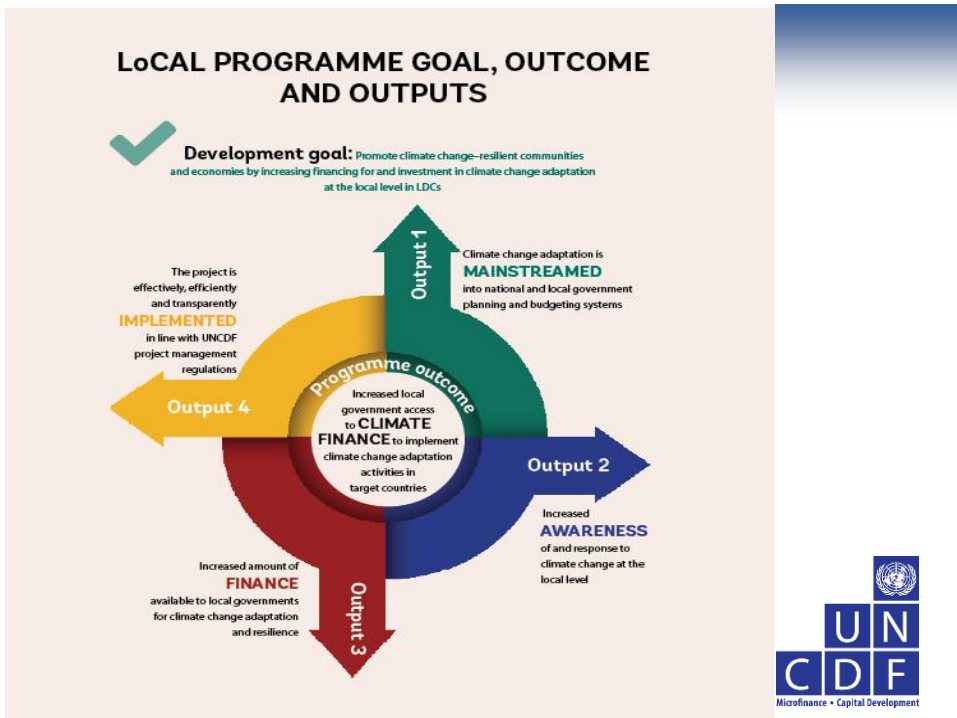 LoCAL PROGRAMME GOAL, OUTCOME
AND OUTPUTS
Development goal: Promote climate change–resilient communities
and economies by increasing financing for and investment in climate change adaptation
at the local level in LDCs
Output 1
Climate change adaptation is
MAINSTREAMED
into national and local government
planning and budgeting systems
The project is
effectively, efficiently
and transparently
IMPLEMENTED
in line with UNCDF
project management
regulations
Output 4
Programme outcome
Increased local
government access
to CLIMATE
FINANCE to implement
climate change adaptation
activities in
target countries
Output 2
Increased
AWARENESS
of and response to
climate change at the
local level
Increased amount of
FINANCE
available to local governments
for climate change adaptation
and resilience
Output 3
UN
CDF
Microfinance • Capital Development